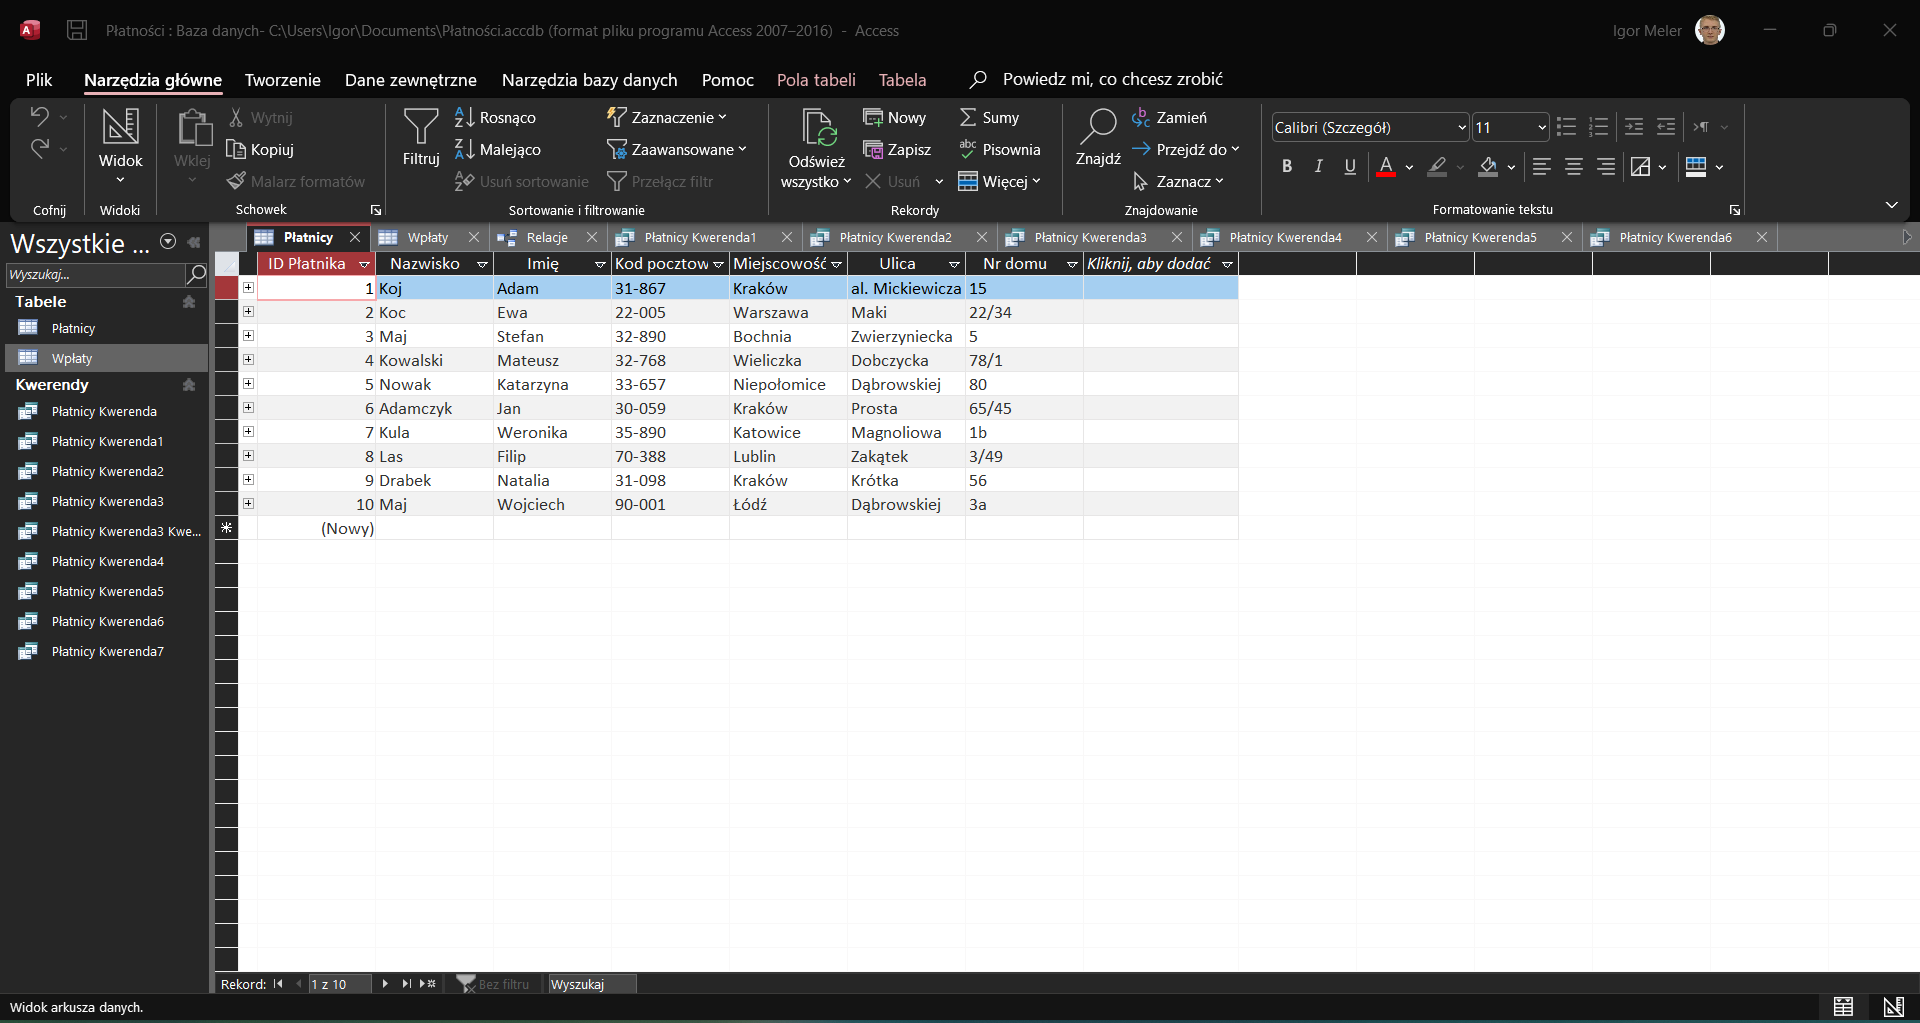 Płatności : Baza danych- C:\Users\Igor\Documents\Płatności.accdb (format pliku programu Access 2007–2016) - Access
Igor Meler
Plik Narzędzia główne Tworzenie Dane zewnętrzne Narzędzia bazy danych Pomoc Pola tabeli Tabela Powiedz mi, co chcesz zrobić
Cofnij
Widok
Widoki
Wklej
Wytnij
Kopiuj
Malarz formatów
Schowek
Filtruj
Rosnąco
Malejąco
Usuń sortowanie
Zaznaczenie
Zaawansowane
Przełącz filtr
Sortowanie i filtrowanie
Odśwież
wszystko
Nowy
Zapisz
Usuń
Sumy
Pisownia
Więcej
Rekordy
Znajdź
Zamień
Przejdź do
Zaznacz
Znajdowanie
Calibri (Szczegół) 11
B I U A
Formatowanie tekstu
Wszystkie ...
Wyszukaj...
Tabele
Płatnicy
Wpłaty
Kwerendy
Płatnicy Kwerenda
Płatnicy Kwerenda1
Płatnicy Kwerenda2
Płatnicy Kwerenda3
Płatnicy Kwerenda3 Kwe...
Płatnicy Kwerenda4
Płatnicy Kwerenda5
Płatnicy Kwerenda6
Płatnicy Kwerenda7
Płatnicy Wpłaty Relacje Płatnicy Kwerenda1 Płatnicy Kwerenda2 Płatnicy Kwerenda3 Płatnicy Kwerenda4 Płatnicy Kwerenda5 Płatnicy Kwerenda6
ID Płatnika Nazwisko Imię Kod pocztow Miejscowość Ulica Nr domu Kliknij, aby dodać
1 Koj Adam 31-867 Kraków al. Mickiewicza 15
2 Koc Ewa 22-005 Warszawa Maki 22/34
3 Maj Stefan 32-890 Bochnia Zwierzyniecka 5
4 Kowalski Mateusz 32-768 Wieliczka Dobczycka 78/1
5 Nowak Katarzyna 33-657 Niepołomice Dąbrowskiej 80
6 Adamczyk Jan 30-059 Kraków Prosta 65/45
7 Kula Weronika 35-890 Katowice Magnoliowa 1b
8 Las Filip 70-388 Lublin Zakątek 3/49
9 Drabek Natalia 31-098 Kraków Krótka 56
10 Maj Wojciech 90-001 Łódź Dąbrowskiej 3a
(Nowy)
Rekord: 1 z 10 Bez filtru Wyszukaj
Widok arkusza danych.